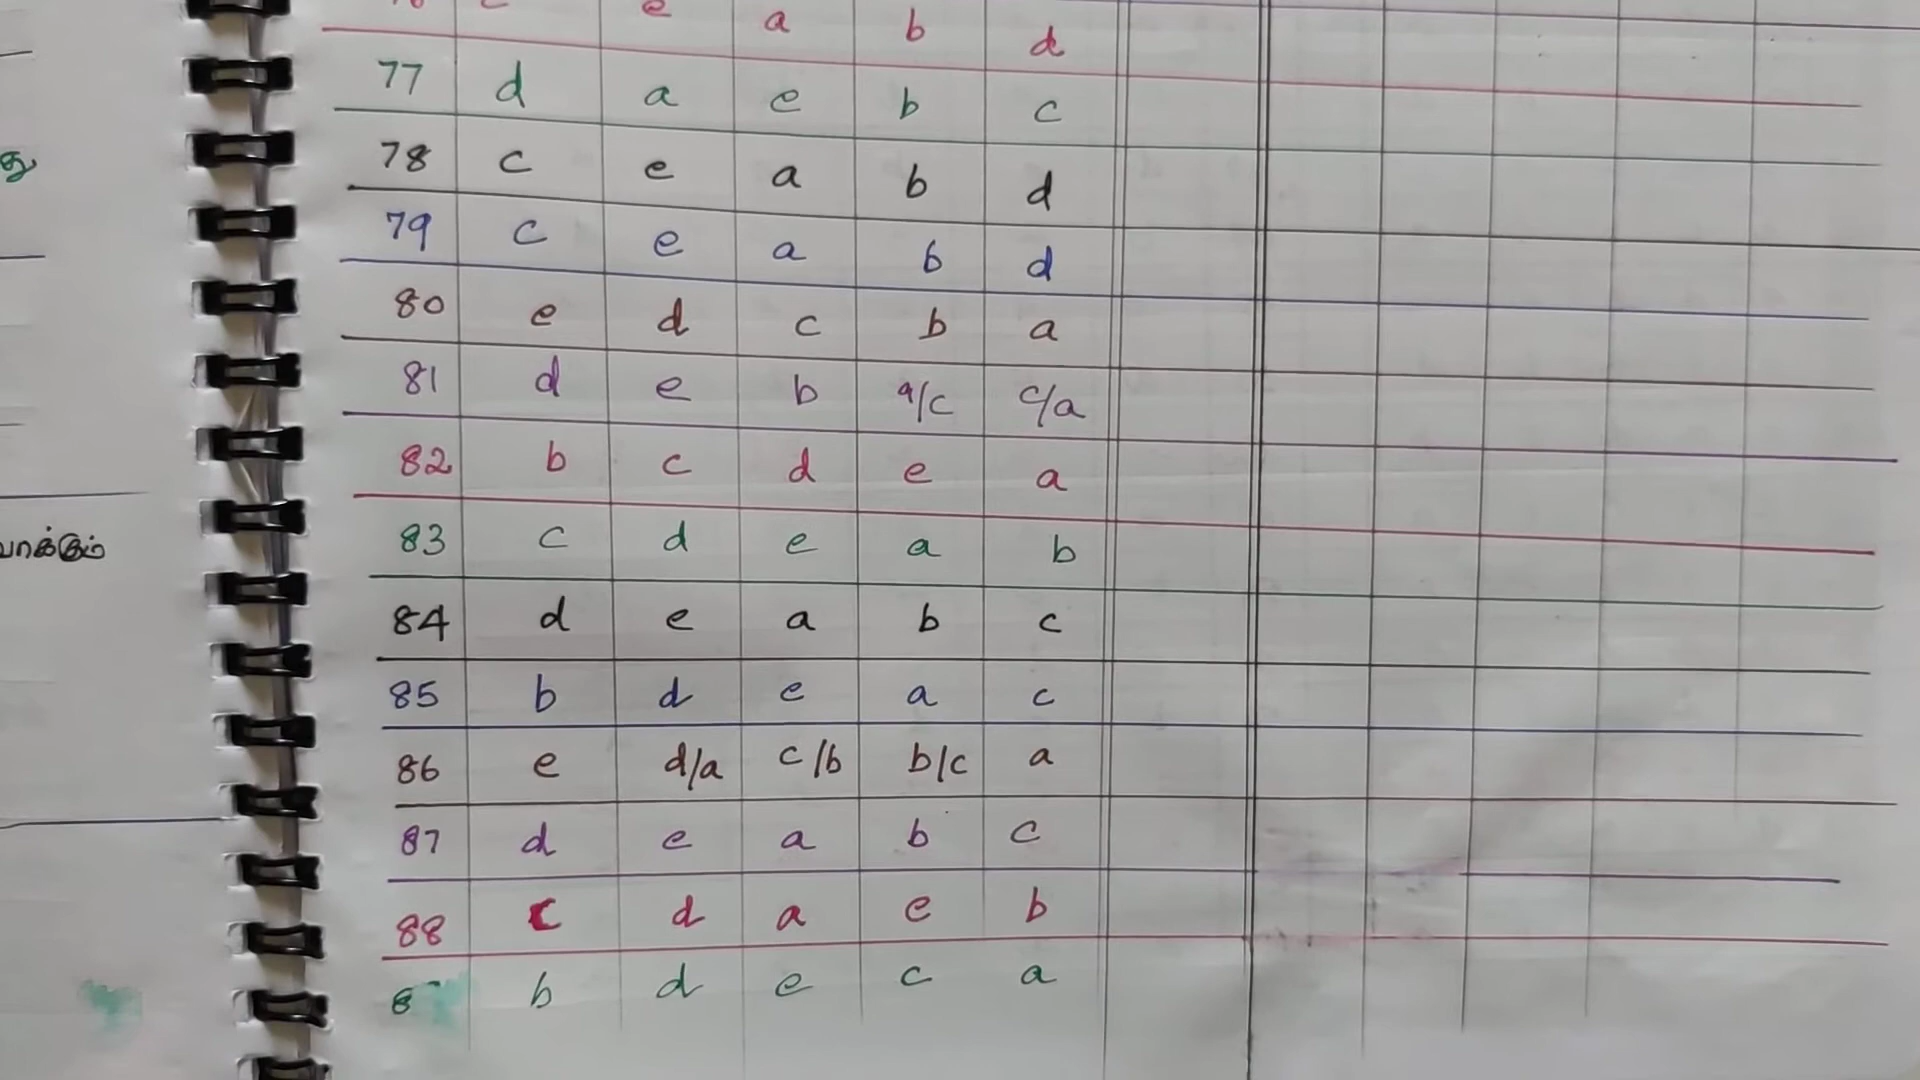 e a b d
77 d a e b c
78 c e a b d
79 c e a b d
80 e d c b a
81 d e b a/c c/a
82 b c d e a
83 c d e a b
84 d e a b c
85 b d e a c
86 e d/a c/b b/c a
87 d e a b c
88 c d a e b
b d e c a